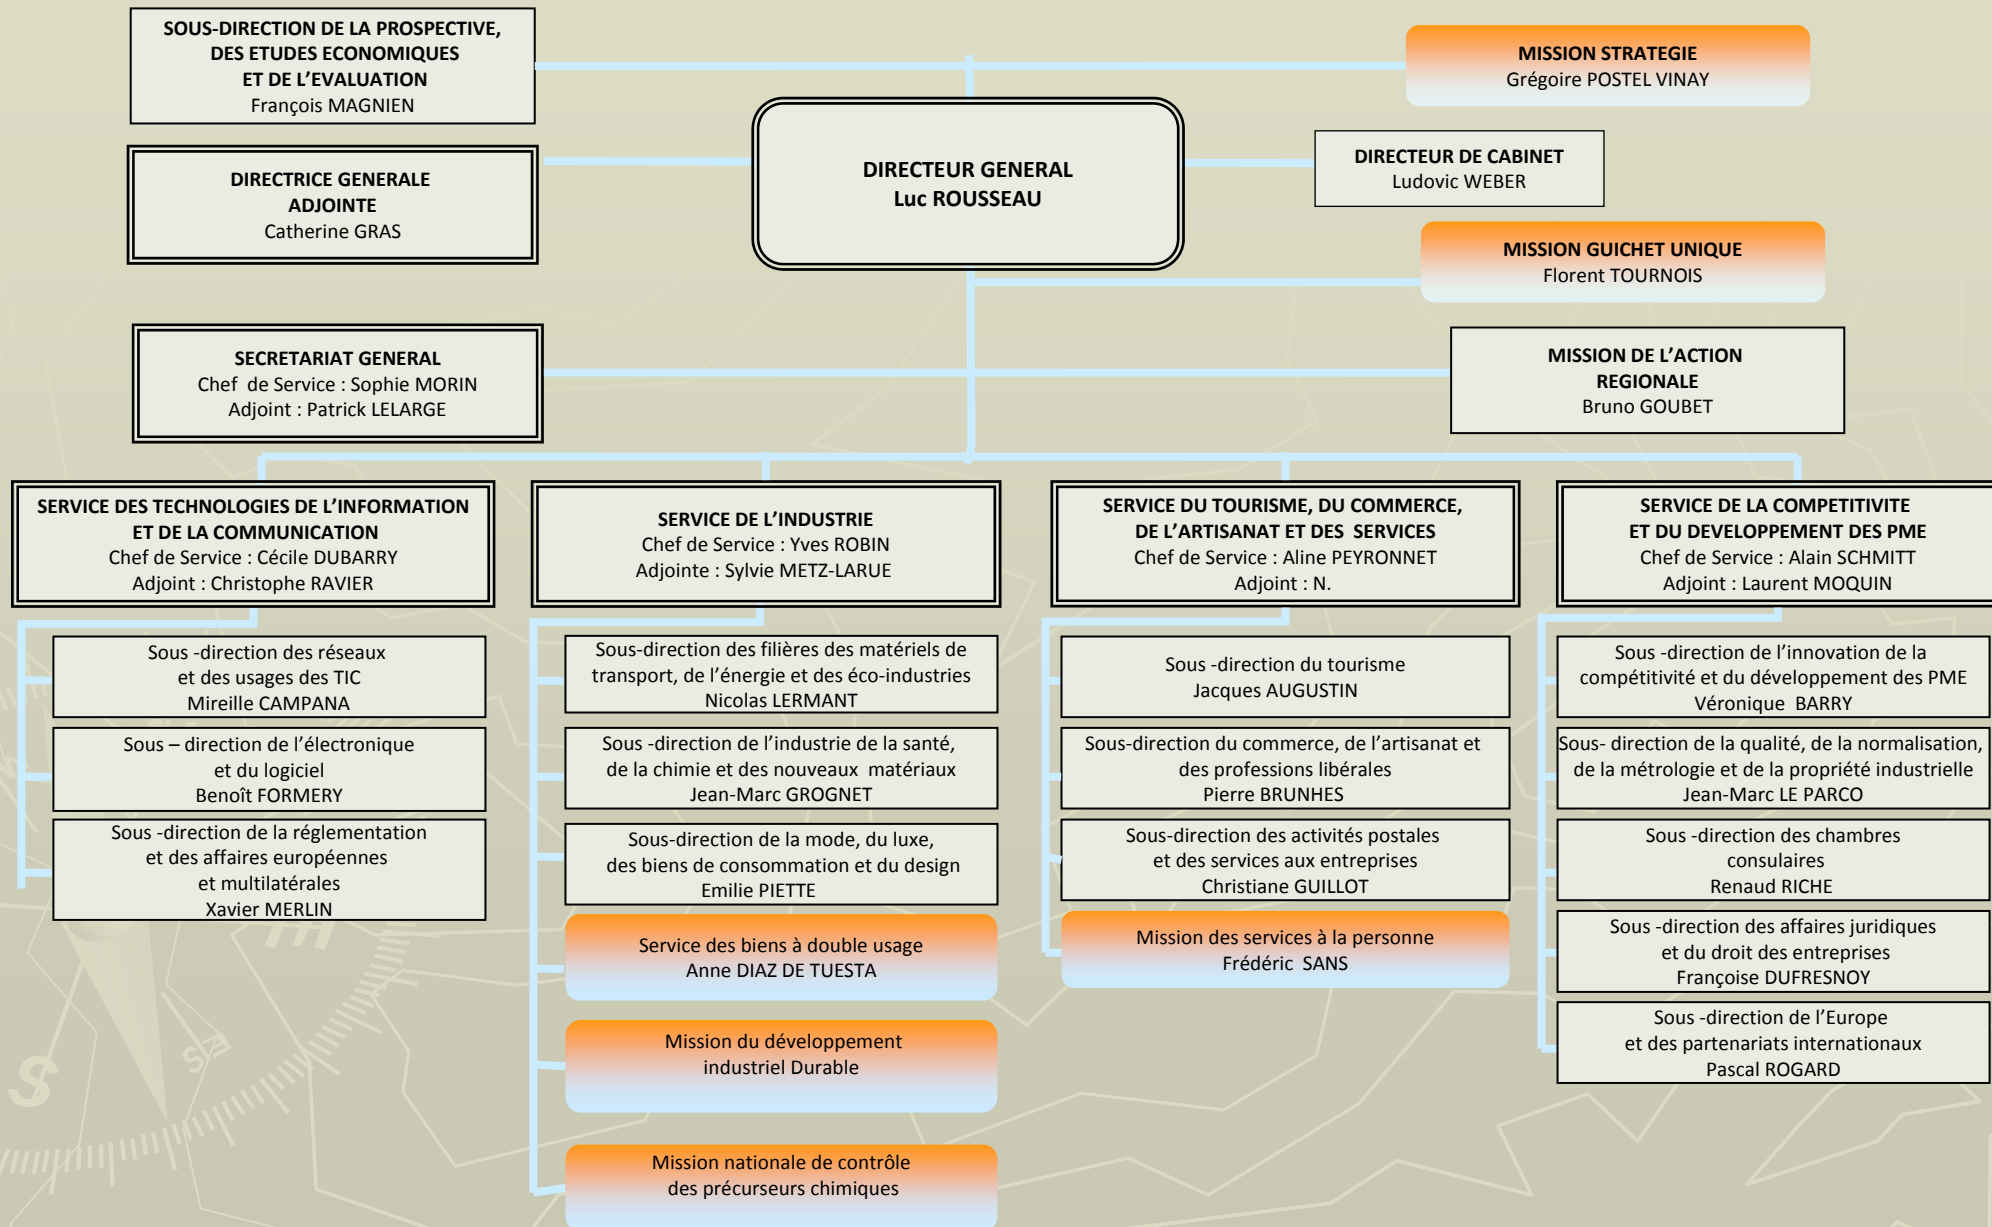 SOUS-DIRECTION DE LA PROSPECTIVE,
DES ETUDES ECONOMIQUES
ET DE L'EVALUATION
François MAGNIEN
MISSION STRATEGIE
Grégoire POSTEL VINAY
DIRECTRICE GENERALE
ADJOINTE
Catherine GRAS
DIRECTEUR GENERAL
Luc ROUSSEAU
DIRECTEUR DE CABINET
Ludovic WEBER
MISSION GUICHET UNIQUE
Florent TOURNOIS
SECRETARIAT GENERAL
Chef de Service : Sophie MORIN
Adjoint : Patrick LELARGE
MISSION DE L'ACTION
REGIONALE
Bruno GOUBET
SERVICE DES TECHNOLOGIES DE L'INFORMATION
ET DE LA COMMUNICATION
Chef de Service : Cécile DUBARRY
Adjoint : Christophe RAVIER
Sous -direction des réseaux
et des usages des TIC
Mireille CAMPANA
Sous – direction de l'électronique
et du logiciel
Benoît FORMERY
Sous -direction de la réglementation
et des affaires européennes
et multilatérales
Xavier MERLIN
SERVICE DE L'INDUSTRIE
Chef de Service : Yves ROBIN
Adjointe : Sylvie METZ-LARUE
Sous-direction des filières des matériels de
transport, de l'énergie et des éco-industries
Nicolas LERMANT
Sous -direction de l'industrie de la santé,
de la chimie et des nouveaux matériaux
Jean-Marc GROGNET
Sous-direction de la mode, du luxe,
des biens de consommation et du design
Emilie PIETTE
Service des biens à double usage
Anne DIAZ DE TUESTA
Mission du développement
industriel Durable
Mission nationale de contrôle
des précurseurs chimiques
SERVICE DU TOURISME, DU COMMERCE,
DE L'ARTISANAT ET DES SERVICES
Chef de Service : Aline PEYRONNET
Adjoint : N.
Sous -direction du tourisme
Jacques AUGUSTIN
Sous-direction du commerce, de l'artisanat et
des professions libérales
Pierre BRUNHES
Sous-direction des activités postales
et des services aux entreprises
Christiane GUILLOT
Mission des services à la personne
Frédéric SANS
SERVICE DE LA COMPETITIVITE
ET DU DEVELOPPEMENT DES PME
Chef de Service : Alain SCHMITT
Adjoint : Laurent MOQUIN
Sous -direction de l'innovation de la
compétitivité et du développement des PME
Véronique BARRY
Sous- direction de la qualité, de la normalisation,
de la métrologie et de la propriété industrielle
Jean-Marc LE PARCO
Sous -direction des chambres
consulaires
Renaud RICHE
Sous -direction des affaires juridiques
et du droit des entreprises
Françoise DUFRESNOY
Sous -direction de l'Europe
et des partenariats internationaux
Pascal ROGARD
S